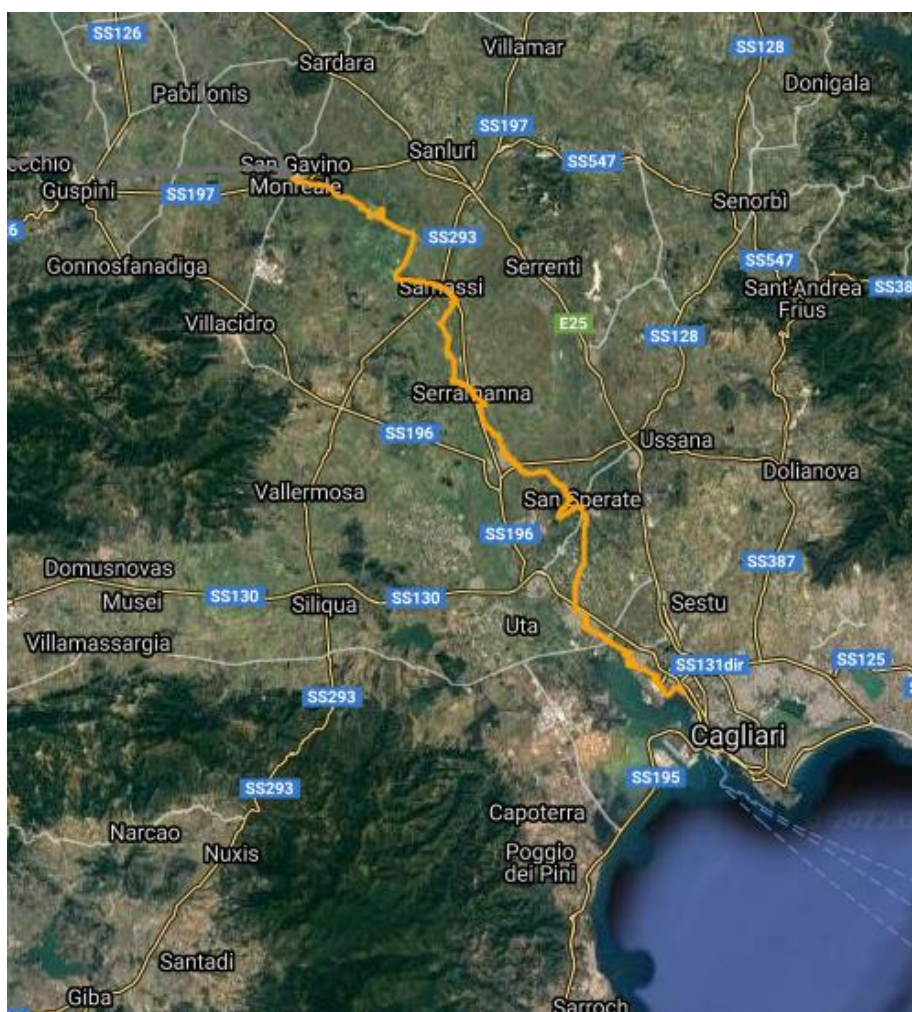 SS126
Villamar
SS128
Sardara
Donigala
Pabillonis
SS197
Sanluri
SS547
ecchio
San Gavino
Monreale
Guspini
SS197
Senorbì
6
SS293
SS547
Gonnosfanadiga
Serrenti
Samassi
Sant'Andrea
Frius
SS38
Villacidro
E25
SS128
Serramanna
SS196
Ussana
Dolianova
Vallermosa
San Sperate
SS196
SS387
Domusnovas
Musei
SS130
Siliqua
SS130
Sestu
Uta
Villamassargia
SS131dir
SS125
SS293
Cagliari
SS195
SS293
Capoterra
Narcao
Nuxis
Poggio
dei Pini
Santadi
Giba
Sarroch